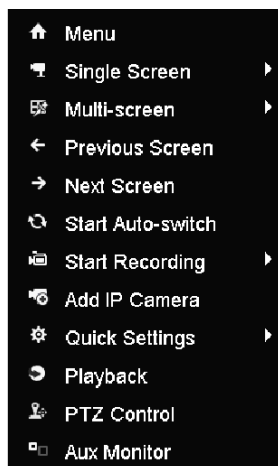 Menu
Single Screen
Multi-screen
Previous Screen
Next Screen
Start Auto-switch
Start Recording
Add IP Camera
Quick Settings
Playback
PTZ Control
Aux Monitor